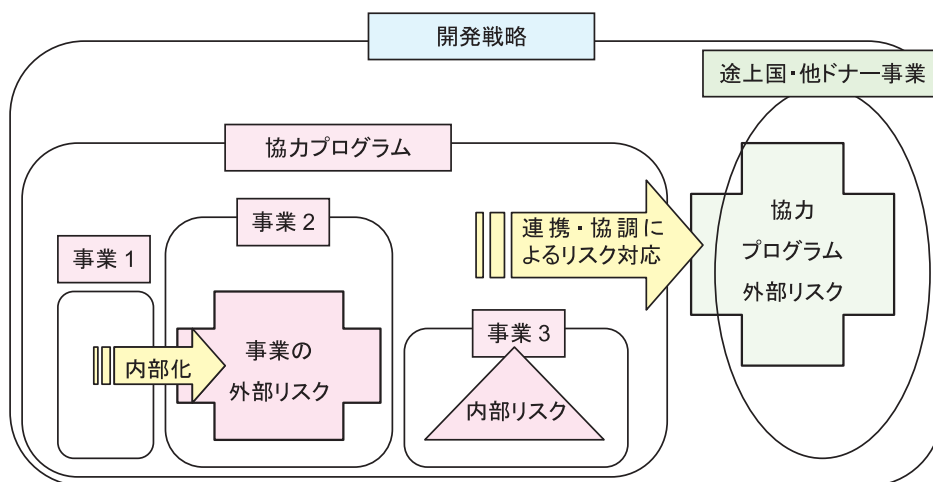 開発戦略
途上国・他ドナー事業
協力プログラム
事業2
事業1
連携・協調に
よるリスク対応
協力
プログラム
外部リスク
事業3
内部化
事業の
外部リスク
内部リスク